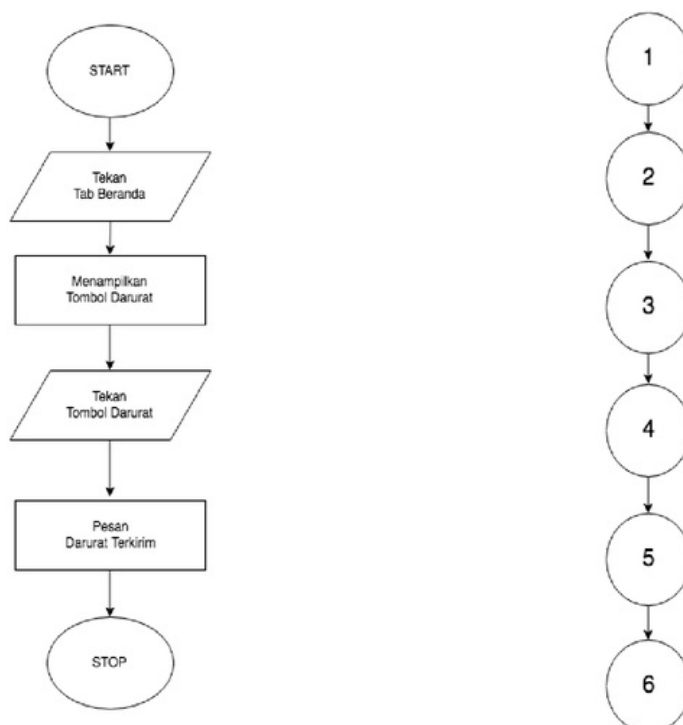 START
Tekan
Tab Beranda
Menampilkan
Tombol Darurat
Tekan
Tombol Darurat
Pesan
Darurat Terkirim
STOP
1
2
3
4
5
6